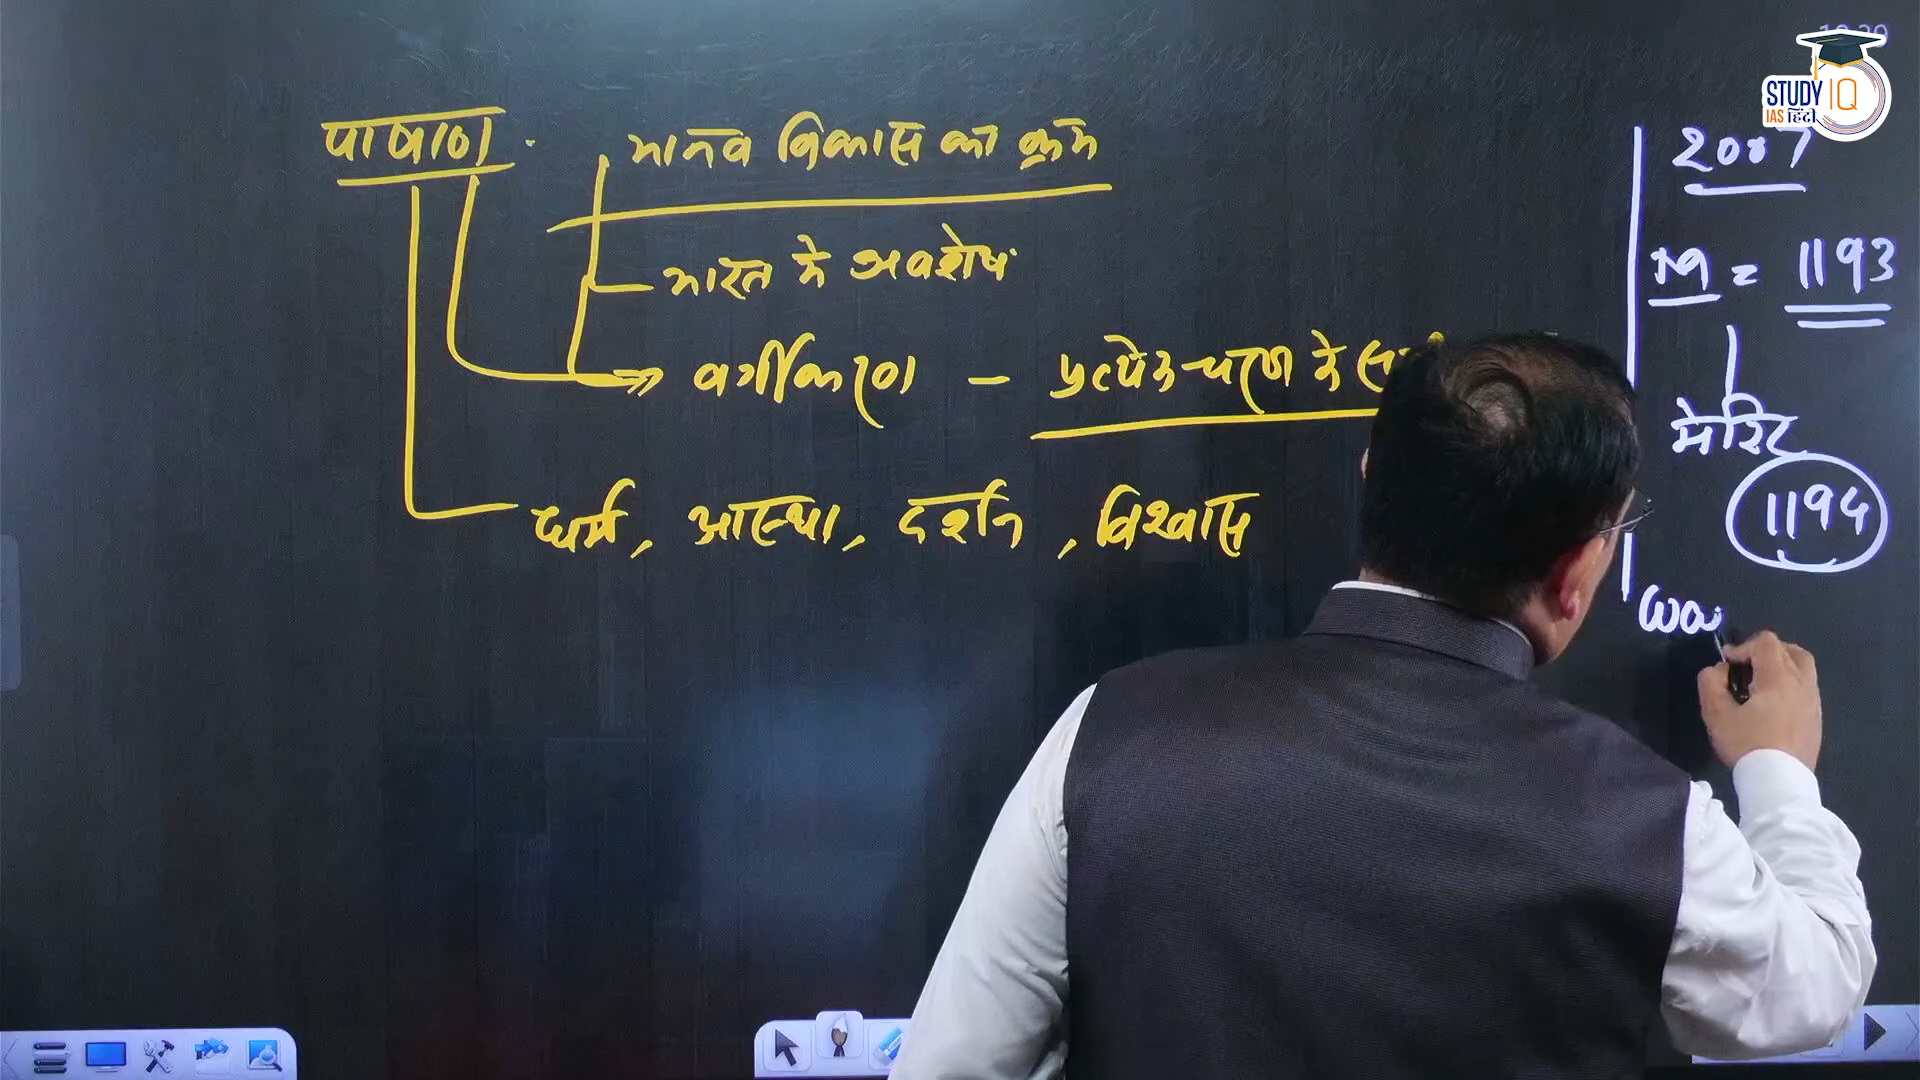 पाषाण
मानव विकास का क्रम
भारत मे अवशेष
वर्गीकरण – प्रत्येक चरण के
धर्म, आस्था, दर्शन, विश्वास
STUDY IQ
IAS हिंदी
2007
M = 1193
मेरिट
1194